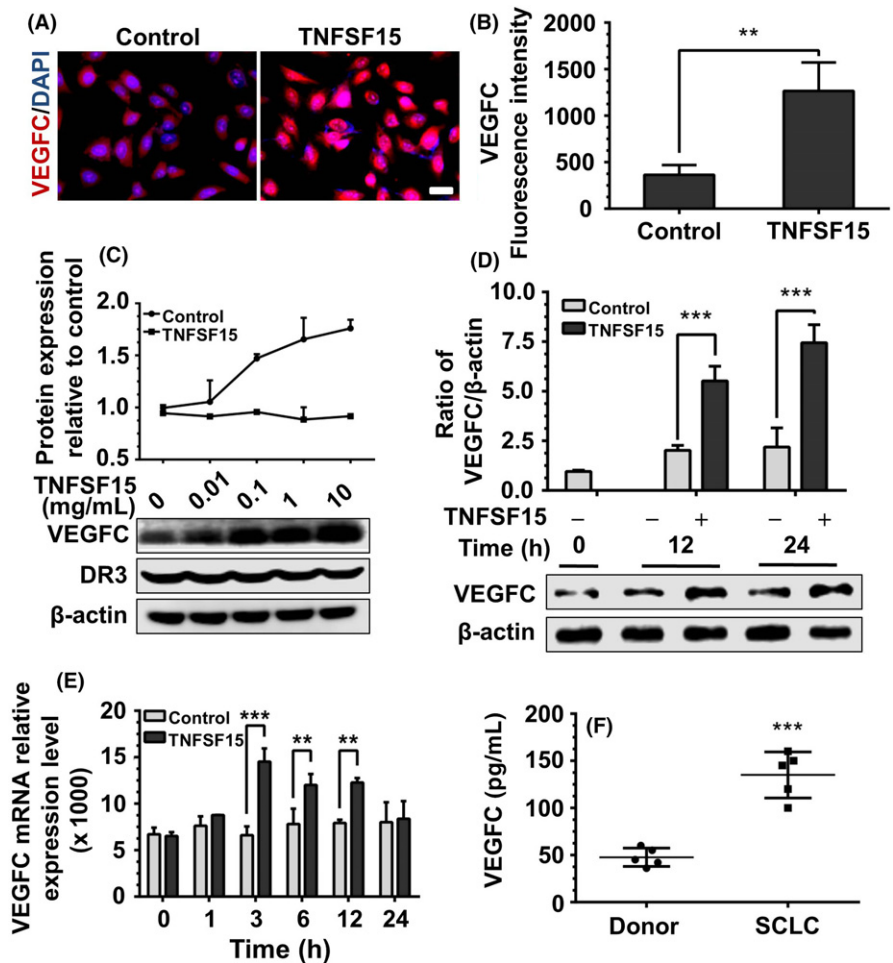 (A)
Control TNFSF15
VEGFC/DAPI
(B)
VEGFC
Fluorescence intensity
2000
1500
1000
500
0
Control TNFSF15
**
(C)
Protein expression
relative to control
2.0
1.5
1.0
0.5
Control
TNFSF15
TNFSF15
(mg/mL)
0 0.01 0.1 1 10
VEGFC
DR3
β-actin
(D)
Ratio of
VEGFC/β-actin
10.0
7.5
5.0
2.5
0.0
Control
TNFSF15
*** ***
TNFSF15 − − + − +
Time (h) 0 12 24
VEGFC
β-actin
(E)
VEGFC mRNA relative
expression level
(x 1000)
20
15
10
5
0
Control
TNFSF15
*** ** **
0 1 3 6 12 24
Time (h)
(F)
VEGFC (pg/mL)
200
150
100
50
0
***
Donor SCLC